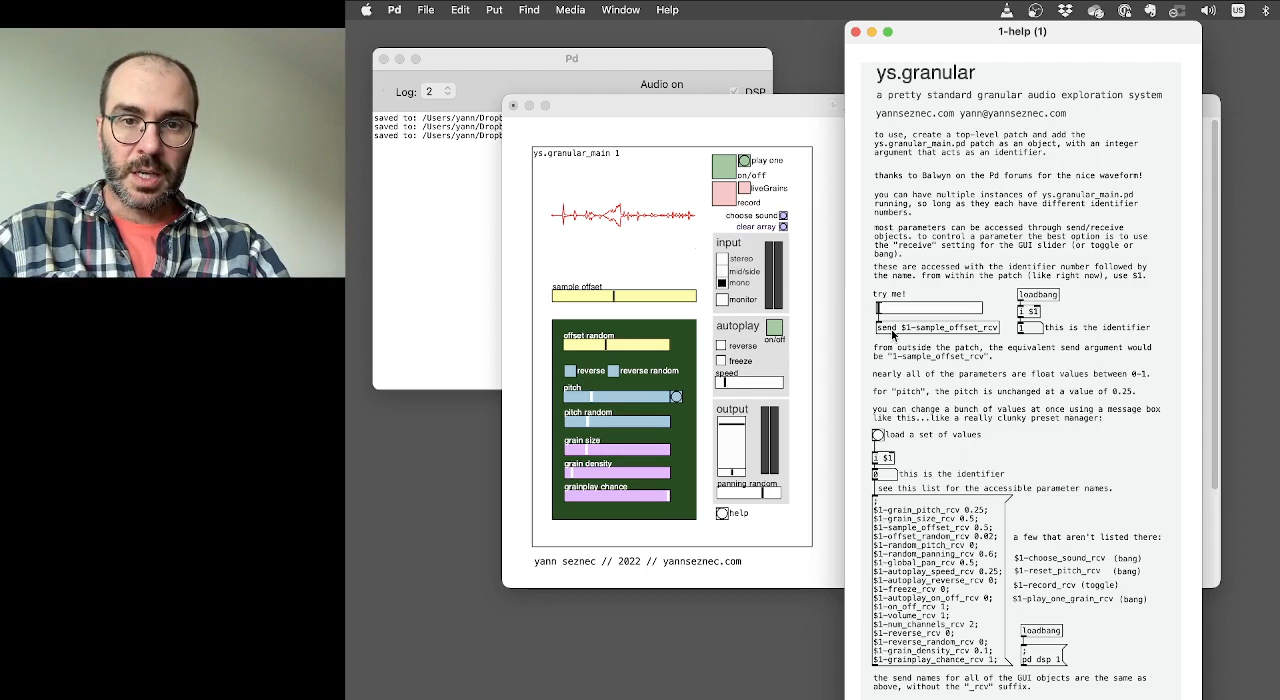 Pd File Edit Put Find Media Window Help
US
Pd
Log: 2
Audio on
DSP
saved to: /Users/yann/Dropb
saved to: /Users/yann/Dropb
saved to: /Users/yann/Dropb
ys.granular_main 1
play one
on/off
liveGrains
record
choose sound
clear array
input
stereo
mid/side
mono
monitor
sample offset
offset random
reverse reverse random
pitch
pitch random
grain size
grain density
grainplay chance
autoplay
on/off
reverse
freeze
speed
output
panning random
help
yann seznec // 2022 // yannseznec.com
1-help (1)
ys.granular
a pretty standard granular audio exploration system
yannseznec.com yann@yannseznec.com
to use, create a top-level patch and add the
ys.granular_main.pd patch as an object, with an integer
argument that acts as an identifier.
thanks to Balwyn on the Pd forums for the nice waveform!
you can have multiple instances of ys.granular_main.pd
running, so long as they each have different identifier
numbers.
most parameters can be accessed through send/receive
objects. to control a parameter the best option is to use
the "receive" setting for the GUI slider (or toggle or
bang).
these are accessed with the identifier number followed by
the name. from within the patch (like right now), use $1.
try me!
send $1-sample_offset_rcv
loadbang
i $1
1 this is the identifier
from outside the patch, the equivalent send argument would
be "1-sample_offset_rcv".
nearly all of the parameters are float values between 0-1.
for "pitch", the pitch is unchanged at a value of 0.25.
you can change a bunch of values at once using a message box
like this...like a really clunky preset manager:
load a set of values
i $1
0 this is the identifier
see this list for the accessible parameter names.
;
$1-grain_pitch_rcv 0.25;
$1-grain_size_rcv 0.5;
$1-sample_offset_rcv 0.5;
$1-offset_random_rcv 0.02;
$1-random_pitch_rcv 0;
$1-random_panning_rcv 0.6;
$1-global_pan_rcv 0.5;
$1-autoplay_speed_rcv 0.25;
$1-autoplay_reverse_rcv 0;
$1-freeze_rcv 0;
$1-autoplay_on_off_rcv 0;
$1-on_off_rcv 1;
$1-volume_rcv 1;
$1-num_channels_rcv 2;
$1-reverse_rcv 0;
$1-reverse_random_rcv 0;
$1-grain_density_rcv 0.1;
$1-grainplay_chance_rcv 1;
a few that aren't listed there:
$1-choose_sound_rcv (bang)
$1-reset_pitch_rcv (bang)
$1-record_rcv (toggle)
$1-play_one_grain_rcv (bang)
loadbang
;
pd dsp 1
the send names for all of the GUI objects are the same as
above, without the "_rcv" suffix.